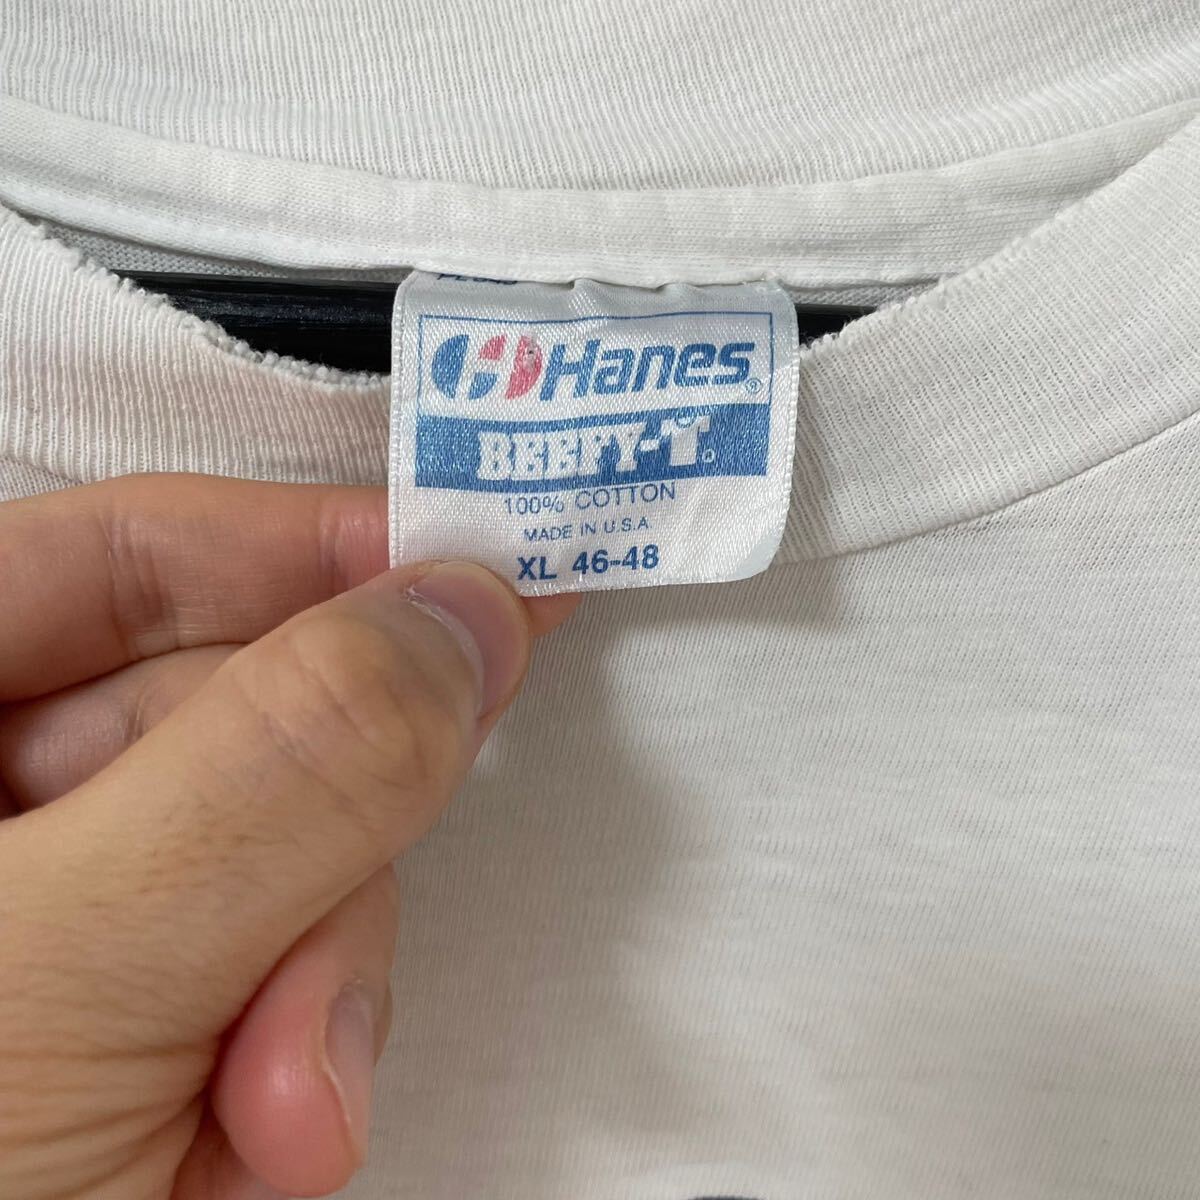 Hanes®
BEEFY-T®
100% COTTON
MADE IN U.S.A.
XL 46-48